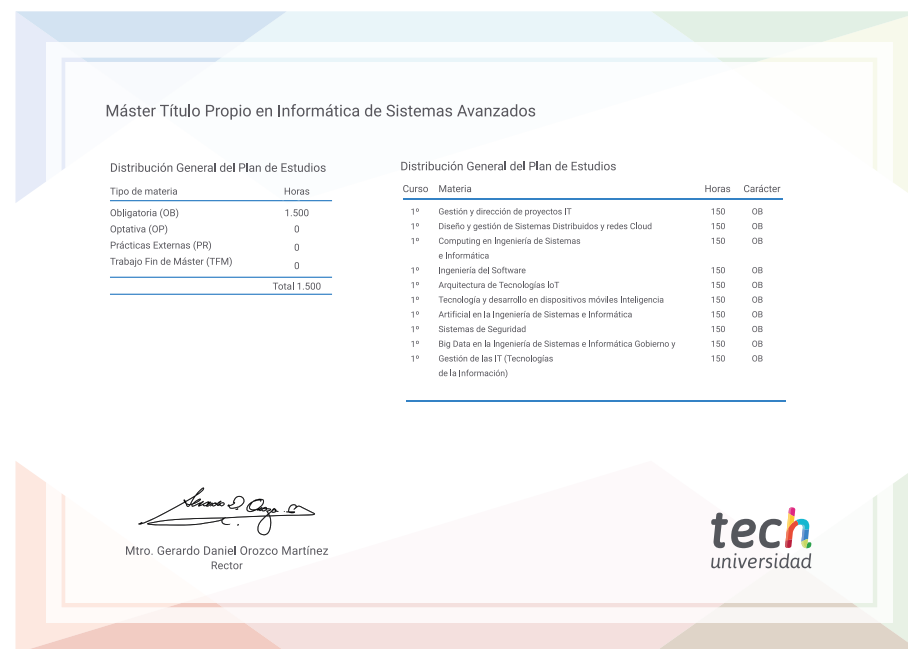 Máster Título Propio en Informática de Sistemas Avanzados
Distribución General del Plan de Estudios
Tipo de materia Horas
Obligatoria (OB) 1.500
Optativa (OP) 0
Prácticas Externas (PR) 0
Trabajo Fin de Máster (TFM) 0
Total 1.500
Distribución General del Plan de Estudios
Curso Materia Horas Carácter
1º Gestión y dirección de proyectos IT 150 OB
1º Diseño y gestión de Sistemas Distribuidos y redes Cloud 150 OB
1º Computing en Ingeniería de Sistemas 150 OB
e Informática
1º Ingeniería del Software 150 OB
1º Arquitectura de Tecnologías IoT 150 OB
1º Tecnología y desarrollo en dispositivos móviles Inteligencia 150 OB
1º Artificial en la Ingeniería de Sistemas e Informática 150 OB
1º Sistemas de Seguridad 150 OB
1º Big Data en la Ingeniería de Sistemas e Informática Gobierno y 150 OB
1º Gestión de las IT (Tecnologías 150 OB
de la Información)
Mtro. Gerardo Daniel Orozco Martínez
Rector
tech
universidad